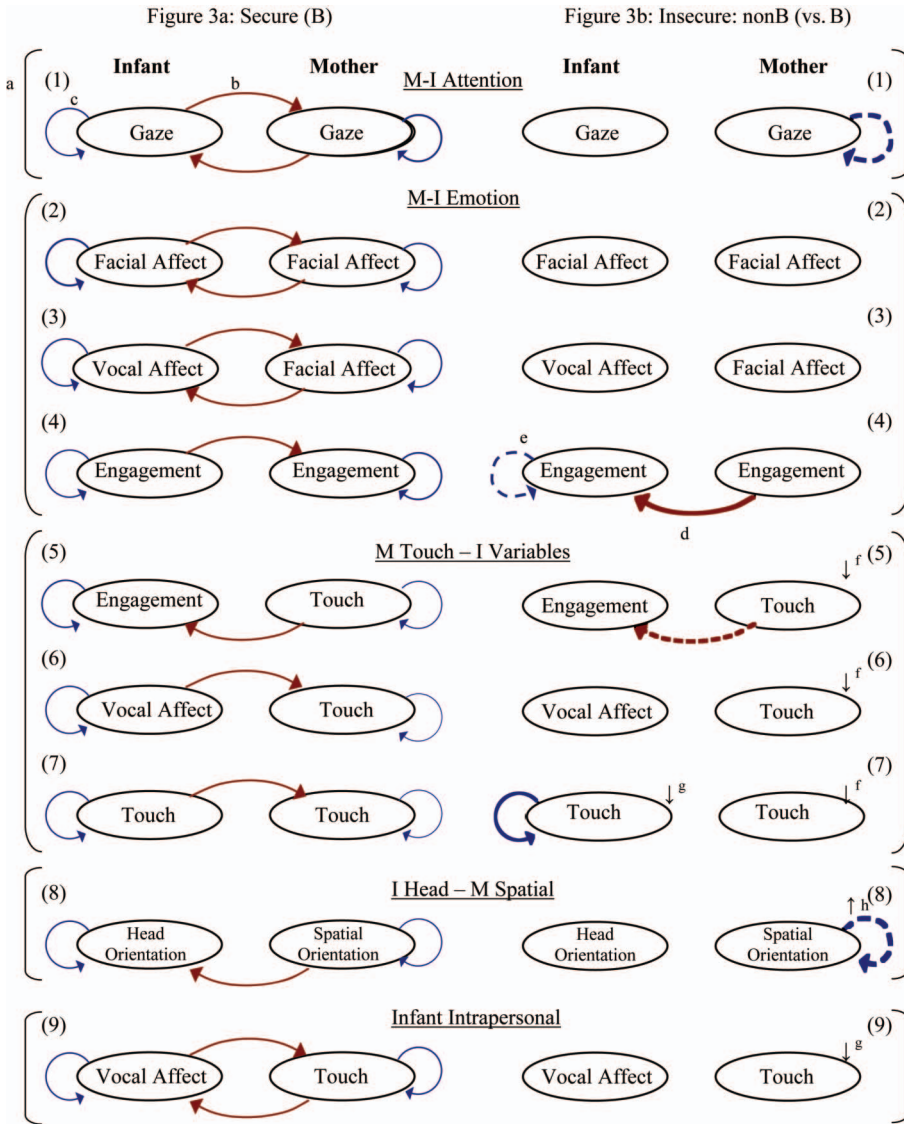 Figure 3a: Secure (B) Figure 3b: Insecure: nonB (vs. B)
a
Infant Mother Infant Mother
M-I Attention
(1) c b (1)
Gaze Gaze Gaze Gaze
M-I Emotion
(2) (2)
Facial Affect Facial Affect Facial Affect Facial Affect
(3) (3)
Vocal Affect Facial Affect Vocal Affect Facial Affect
(4) e (4)
Engagement Engagement Engagement Engagement
d
M Touch – I Variables
(5) ↓ f (5)
Engagement Touch Engagement Touch
(6) ↓ f (6)
Vocal Affect Touch Vocal Affect Touch
(7) ↓ g ↓ f (7)
Touch Touch Touch Touch
I Head – M Spatial
(8) ↑ h (8)
Head Spatial Head Spatial
Orientation Orientation Orientation Orientation
Infant Intrapersonal
(9) ↓ g (9)
Vocal Affect Touch Vocal Affect Touch